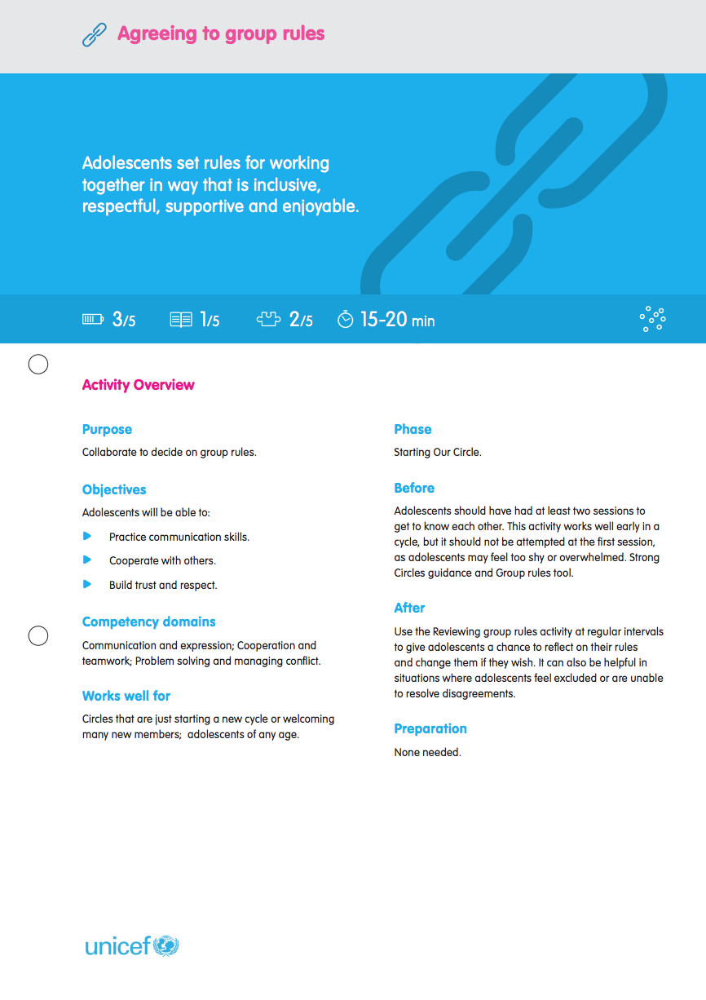 Agreeing to group rules
Adolescents set rules for working
together in way that is inclusive,
respectful, supportive and enjoyable.
3/5 1/5 2/5 15-20 min
Activity Overview
Purpose
Collaborate to decide on group rules.
Objectives
Adolescents will be able to:
Practice communication skills.
Cooperate with others.
Build trust and respect.
Competency domains
Communication and expression; Cooperation and
teamwork; Problem solving and managing conflict.
Works well for
Circles that are just starting a new cycle or welcoming
many new members;  adolescents of any age.
Phase
Starting Our Circle.
Before
Adolescents should have had at least two sessions to
get to know each other. This activity works well early in a
cycle, but it should not be attempted at the first session,
as adolescents may feel too shy or overwhelmed. Strong
Circles guidance and Group rules tool.
After
Use the Reviewing group rules activity at regular intervals
to give adolescents a chance to reflect on their rules
and change them if they wish. It can also be helpful in
situations where adolescents feel excluded or are unable
to resolve disagreements.
Preparation
None needed.
unicef